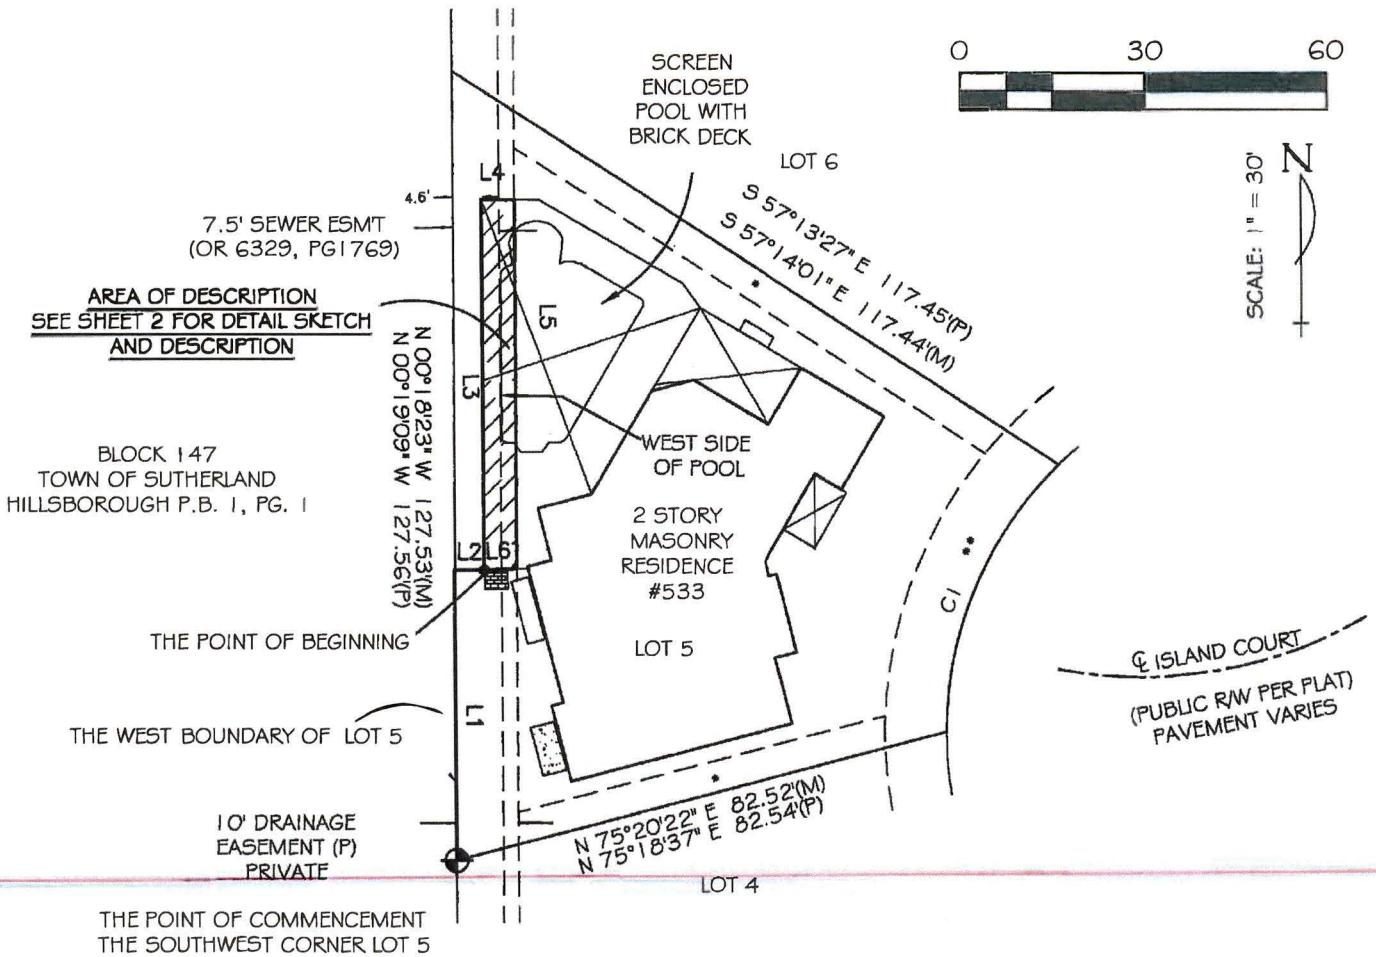 0 30 60
SCALE: 1" = 30'
N
SCREEN
ENCLOSED
POOL WITH
BRICK DECK
LOT 6
S 57°13'27" E 117.45'(P)
S 57°14'01" E 117.44'(M)
L4
4.6'
7.5' SEWER ESM'T
(OR 6329, PG1769)
AREA OF DESCRIPTION
SEE SHEET 2 FOR DETAIL SKETCH
AND DESCRIPTION
L5
L3
N 00°18'23" W 127.53'(M)
N 00°19'09" W 127.56'(P)
BLOCK 147
TOWN OF SUTHERLAND
HILLSBOROUGH P.B. 1, PG. 1
WEST SIDE
OF POOL
2 STORY
MASONRY
RESIDENCE
#533
LOT 5
L2 L6
THE POINT OF BEGINNING
L1
THE WEST BOUNDARY OF LOT 5
C1
**
*
℄ ISLAND COURT
(PUBLIC R/W PER PLAT)
PAVEMENT VARIES
10' DRAINAGE
EASEMENT (P)
PRIVATE
*
N 75°20'22" E 82.52'(M)
N 75°18'37" E 82.54'(P)
LOT 4
THE POINT OF COMMENCEMENT
THE SOUTHWEST CORNER LOT 5